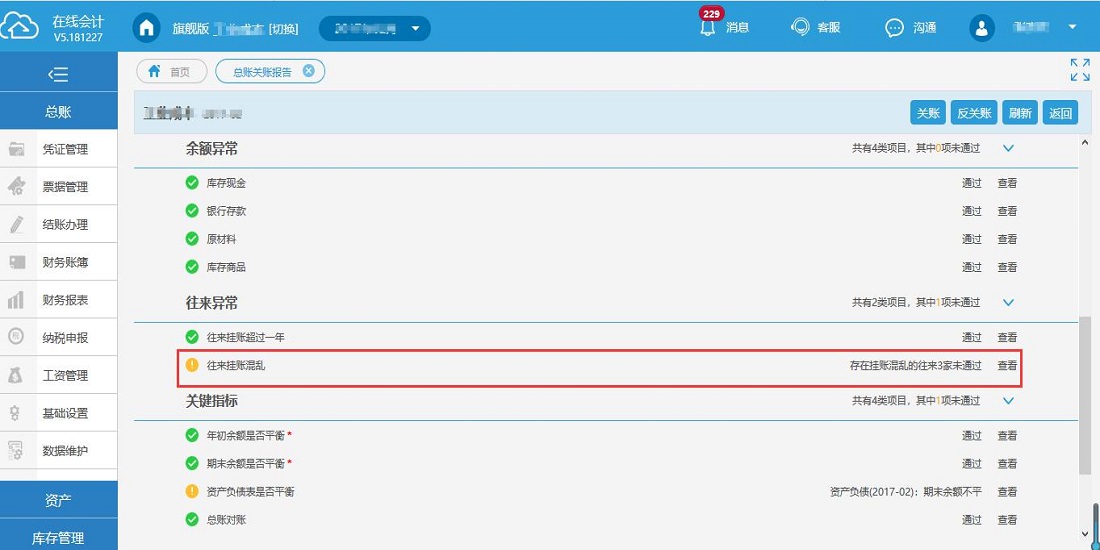 在线会计
V5.181227
旗舰版 [切换]
229
消息
客服
沟通
首页
总账关账报告
总账
凭证管理
票据管理
结账办理
财务账簿
财务报表
纳税申报
工资管理
基础设置
数据维护
资产
库存管理
关账 反关账 刷新 返回
余额异常 共有4类项目，其中0项未通过
库存现金 通过 查看
银行存款 通过 查看
原材料 通过 查看
库存商品 通过 查看
往来异常 共有2类项目，其中1项未通过
往来挂账超过一年 通过 查看
往来挂账混乱 存在挂账混乱的往来3家未通过 查看
关键指标 共有4类项目，其中1项未通过
年初余额是否平衡* 通过 查看
期末余额是否平衡* 通过 查看
资产负债表是否平衡 资产负债(2017-02)：期末余额不平 查看
总账对账 通过 查看